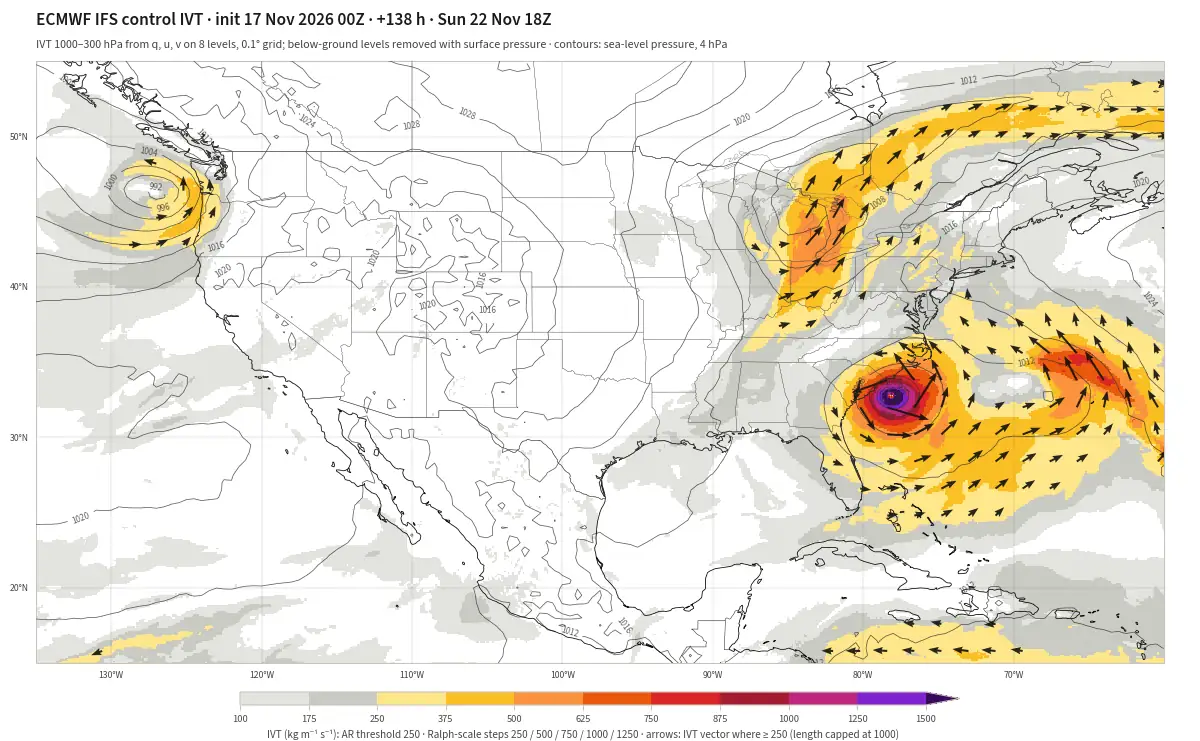 ECMWF IFS control IVT · init 17 Nov 2026 00Z · +138 h · Sun 22 Nov 18Z
IVT 1000–300 hPa from q, u, v on 8 levels, 0.1° grid; below-ground levels removed with surface pressure · contours: sea-level pressure, 4 hPa
1012
1028
1024
1028
1020
50°N
1004
1000
992
996
1008
1020
1016
1016
1020
1020
1016
1024
40°N
1020
1016
1012
30°N
1020
20°N
1012
1016
130°W
120°W
110°W
100°W
90°W
80°W
70°W
100
175
250
375
500
625
750
875
1000
1250
1500
IVT (kg m⁻¹ s⁻¹): AR threshold 250 · Ralph-scale steps 250 / 500 / 750 / 1000 / 1250 · arrows: IVT vector where ≥ 250 (length capped at 1000)